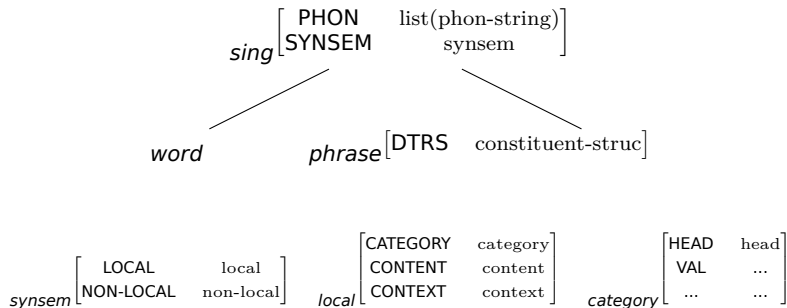 sing [PHON list(phon-string)
SYNSEM synsem]
word phrase [DTRS constituent-struc]
synsem [LOCAL local
NON-LOCAL non-local]
local [CATEGORY category
CONTENT content
CONTEXT context]
category [HEAD head
VAL ...
... ...]